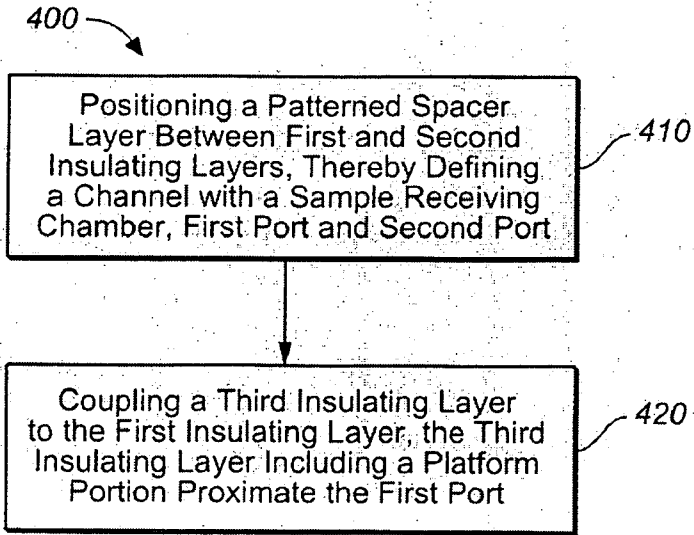 400
Positioning a Patterned Spacer
Layer Between First and Second
Insulating Layers, Thereby Defining
a Channel with a Sample Receiving
Chamber, First Port and Second Port
410
Coupling a Third Insulating Layer
to the First Insulating Layer, the Third
Insulating Layer Including a Platform
Portion Proximate the First Port
420